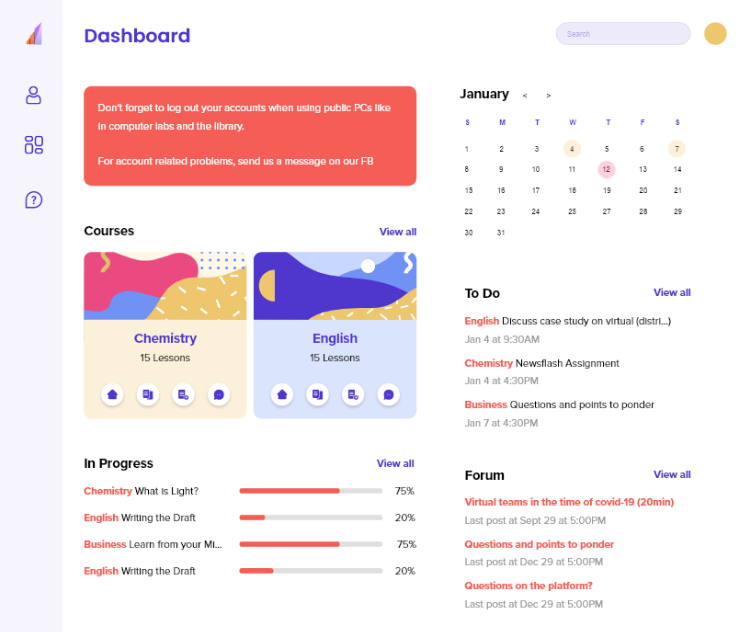 Dashboard
Search
Don't forget to log out your accounts when using public PCs like
in computer labs and the library.
For account related problems, send us a message on our FB
Courses View all
Chemistry
15 Lessons
English
15 Lessons
In Progress View all
Chemistry What is Light? 75%
English Writing the Draft 20%
Business Learn from your Mi... 75%
English Writing the Draft 20%
January < >
S M T W T F S
1 2 3 4 5 6 7
8 9 10 11 12 13 14
15 16 17 18 19 20 21
22 23 24 25 27 28 29
30 31
To Do View all
English Discuss case study on virtual (distri...)
Jan 4 at 9:30AM
Chemistry Newsflash Assignment
Jan 4 at 4:30PM
Business Questions and points to ponder
Jan 7 at 4:30PM
Forum View all
Virtual teams in the time of covid-19 (20min)
Last post at Sept 29 at 5:00PM
Questions and points to ponder
Last post at Dec 29 at 5:00PM
Questions on the platform?
Last post at Dec 29 at 5:00PM